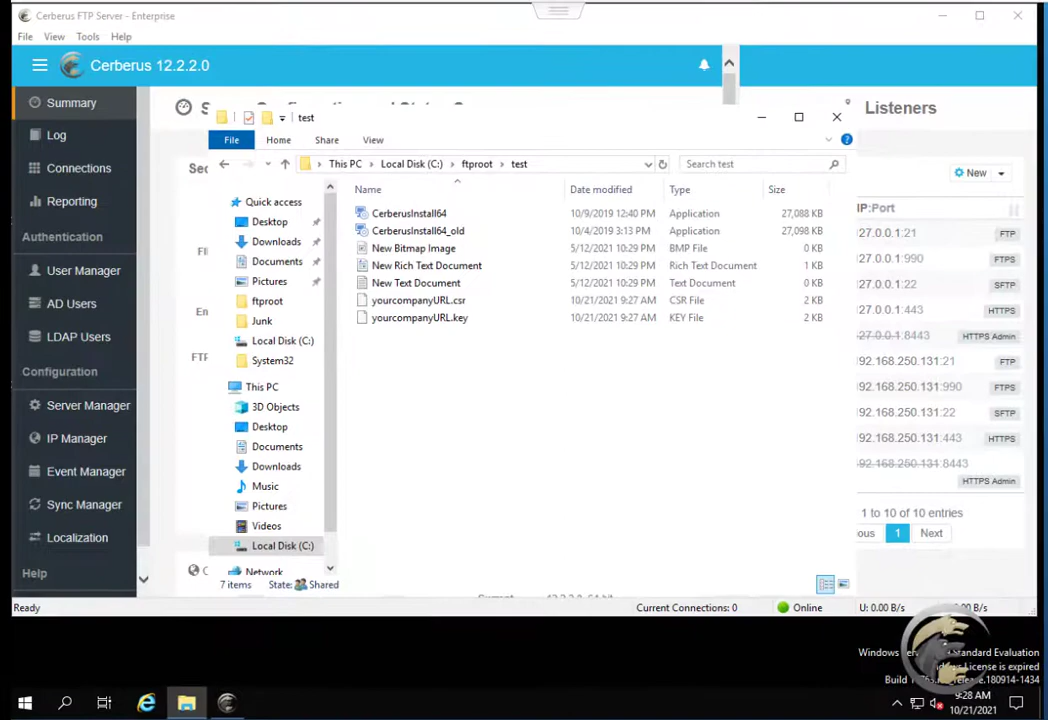 Cerberus FTP Server - Enterprise
File View Tools Help
Cerberus 12.2.2.0
Summary
Log
Connections
Reporting
Authentication
User Manager
AD Users
LDAP Users
Configuration
Server Manager
IP Manager
Event Manager
Sync Manager
Localization
Help
test
File Home Share View
This PC Local Disk (C:) ftproot test
Search test
Quick access
Desktop
Downloads
Documents
Pictures
ftproot
Junk
Local Disk (C:)
System32
This PC
3D Objects
Desktop
Documents
Downloads
Music
Pictures
Videos
Local Disk (C:)
Network
Name Date modified Type Size
CerberusInstall64 10/9/2019 12:40 PM Application 27,088 KB
CerberusInstall64_old 10/4/2019 3:13 PM Application 27,098 KB
New Bitmap Image 5/12/2021 10:29 PM BMP File 0 KB
New Rich Text Document 5/12/2021 10:29 PM Rich Text Document 1 KB
New Text Document 5/12/2021 10:29 PM Text Document 0 KB
yourcompanyURL.csr 10/21/2021 9:27 AM CSR File 2 KB
yourcompanyURL.key 10/21/2021 9:27 AM KEY File 2 KB
7 items State: Shared
Listeners
New
IP:Port
27.0.0.1:21 FTP
27.0.0.1:990 FTPS
27.0.0.1:22 SFTP
27.0.0.1:443 HTTPS
27.0.0.1:8443 HTTPS Admin
92.168.250.131:21 FTP
92.168.250.131:990 FTPS
92.168.250.131:22 SFTP
92.168.250.131:443 HTTPS
92.168.250.131:8443
HTTPS Admin
1 to 10 of 10 entries
ous 1 Next
Ready
Current Connections: 0 Online U: 0.00 B/s 0.00 B/s
Standard Evaluation
License is expired
Build
release.180914-1434
9:28 AM
10/21/2021